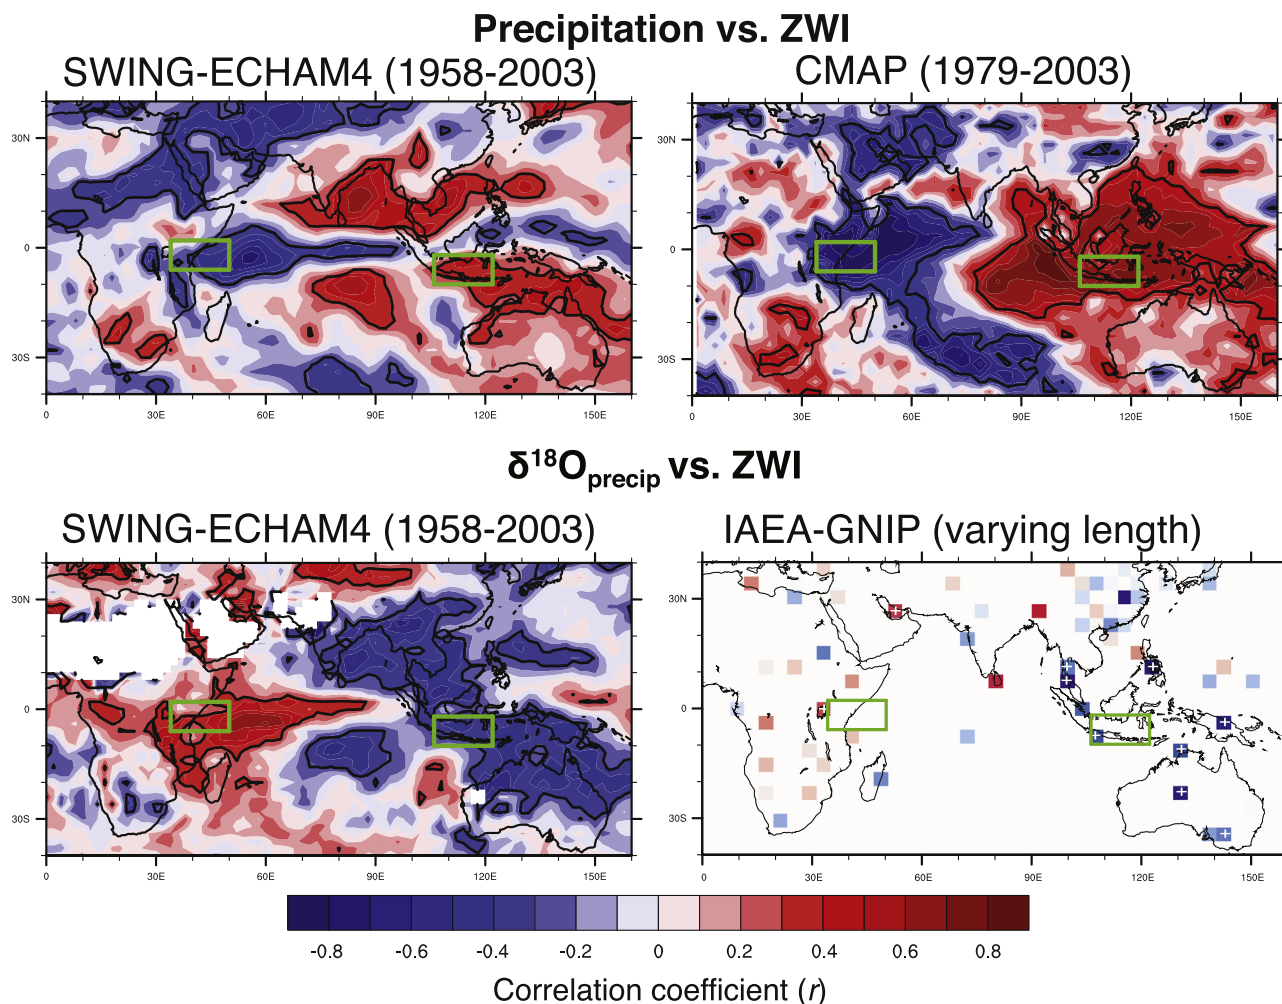 Precipitation vs. ZWI
SWING-ECHAM4 (1958-2003)
CMAP (1979-2003)
30N
0
30S
0 30E 60E 90E 120E 150E
30N
0
30S
0 30E 60E 90E 120E 150E
δ¹⁸Oprecip vs. ZWI
SWING-ECHAM4 (1958-2003)
IAEA-GNIP (varying length)
30N
0
30S
0 30E 60E 90E 120E 150E
30N
0
30S
0 30E 60E 90E 120E 150E
-0.8 -0.6 -0.4 -0.2 0 0.2 0.4 0.6 0.8
Correlation coefficient (r)